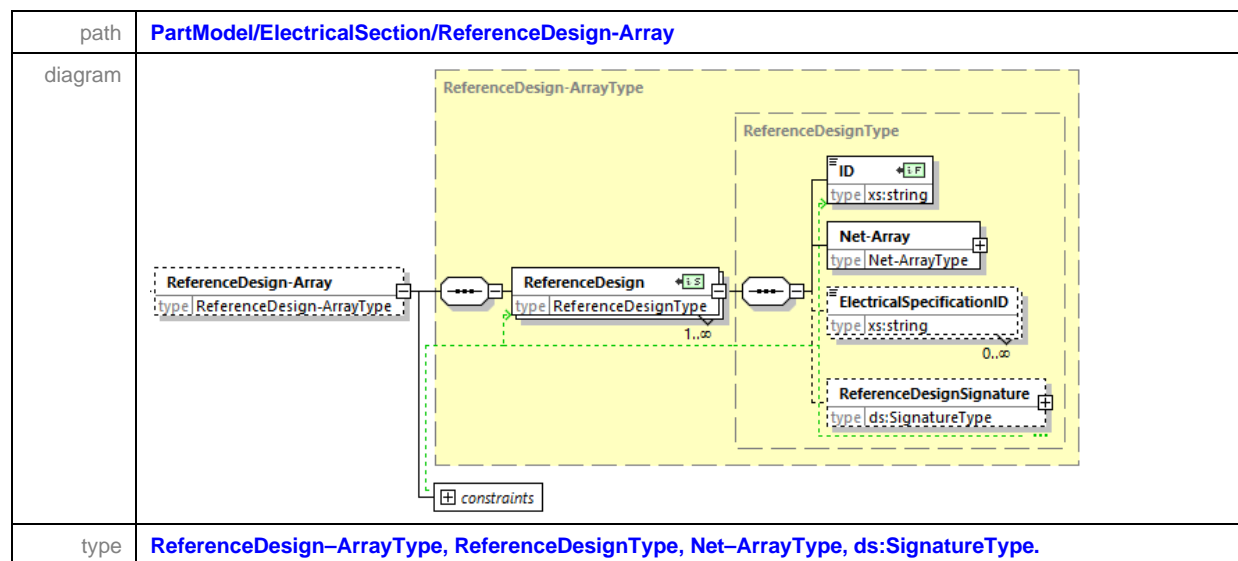 path
PartModel/ElectricalSection/ReferenceDesign-Array
diagram
ReferenceDesign-ArrayType
ReferenceDesignType
ID iF
type xs:string
Net-Array
type Net-ArrayType
ReferenceDesign-Array
type ReferenceDesign-ArrayType
ReferenceDesign iS
type ReferenceDesignType
1..∞
ElectricalSpecificationID
type xs:string
0..∞
ReferenceDesignSignature
type ds:SignatureType
constraints
type
ReferenceDesign–ArrayType, ReferenceDesignType, Net–ArrayType, ds:SignatureType.